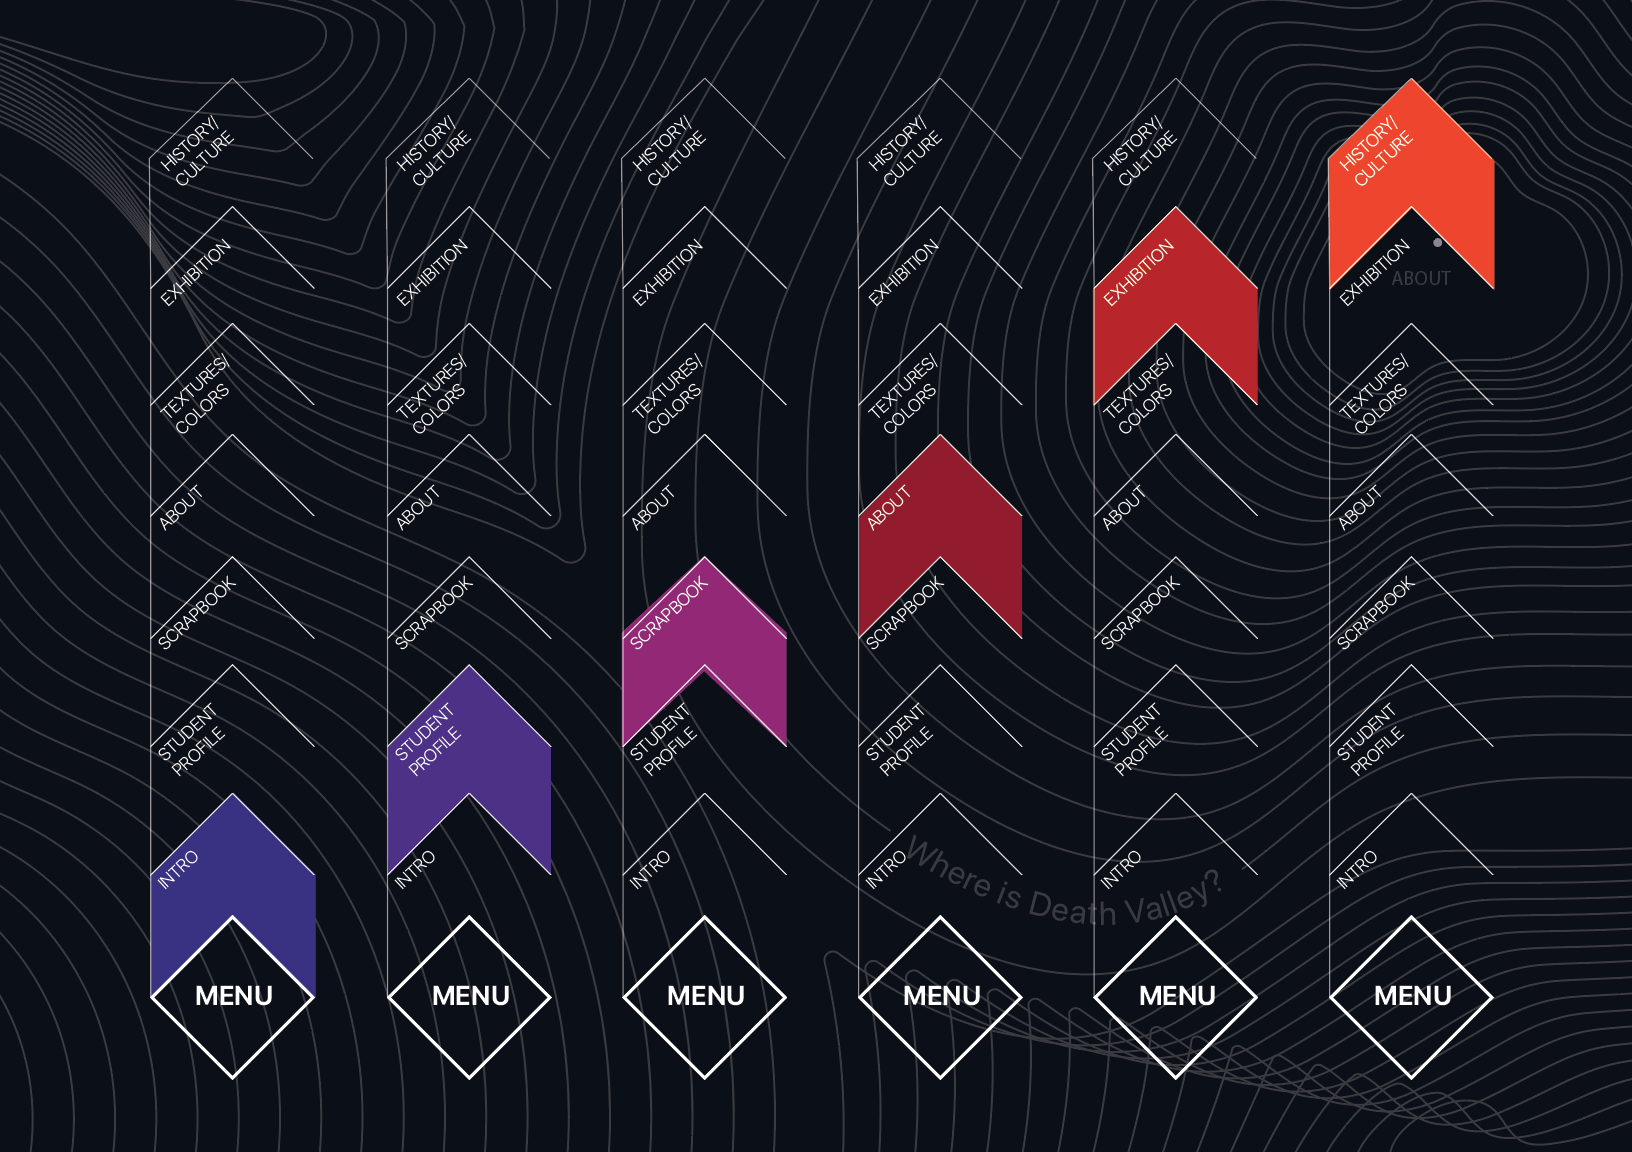 HISTORY/
CULTURE
EXHIBITION
TEXTURES/
COLORS
ABOUT
SCRAPBOOK
STUDENT
PROFILE
INTRO
MENU
HISTORY/
CULTURE
EXHIBITION
TEXTURES/
COLORS
ABOUT
SCRAPBOOK
STUDENT
PROFILE
INTRO
MENU
HISTORY/
CULTURE
EXHIBITION
TEXTURES/
COLORS
ABOUT
SCRAPBOOK
STUDENT
PROFILE
INTRO
MENU
HISTORY/
CULTURE
EXHIBITION
TEXTURES/
COLORS
ABOUT
SCRAPBOOK
STUDENT
PROFILE
INTRO
MENU
HISTORY/
CULTURE
EXHIBITION
TEXTURES/
COLORS
ABOUT
SCRAPBOOK
STUDENT
PROFILE
INTRO
MENU
HISTORY/
CULTURE
EXHIBITION
TEXTURES/
COLORS
ABOUT
SCRAPBOOK
STUDENT
PROFILE
INTRO
MENU
ABOUT
Where is Death Valley?